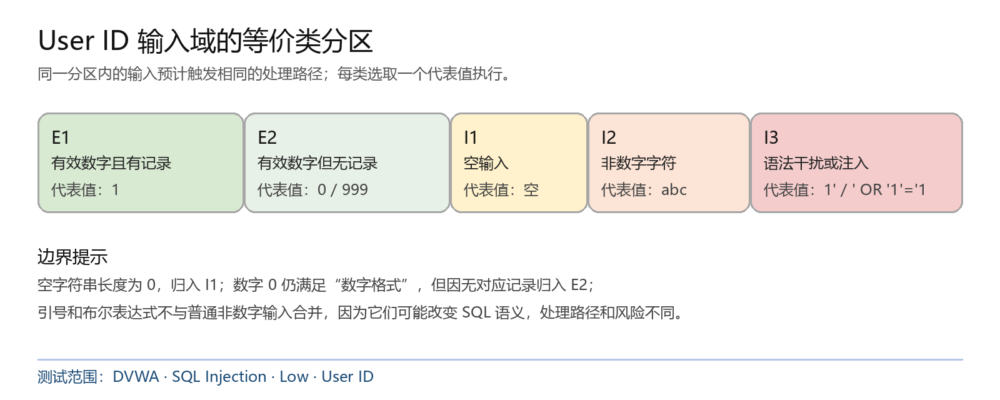 User ID 输入域的等价类分区
同一分区内的输入预计触发相同的处理路径；每类选取一个代表值执行。
E1
有效数字且有记录
代表值：1
E2
有效数字但无记录
代表值：0 / 999
I1
空输入
代表值：空
I2
非数字字符
代表值：abc
I3
语法干扰或注入
代表值：1' / ' OR '1'='1
边界提示
空字符串长度为 0，归入 I1；数字 0 仍满足“数字格式”，但因无对应记录归入 E2；
引号和布尔表达式不与普通非数字输入合并，因为它们可能改变 SQL 语义，处理路径和风险不同。
测试范围：DVWA · SQL Injection · Low · User ID